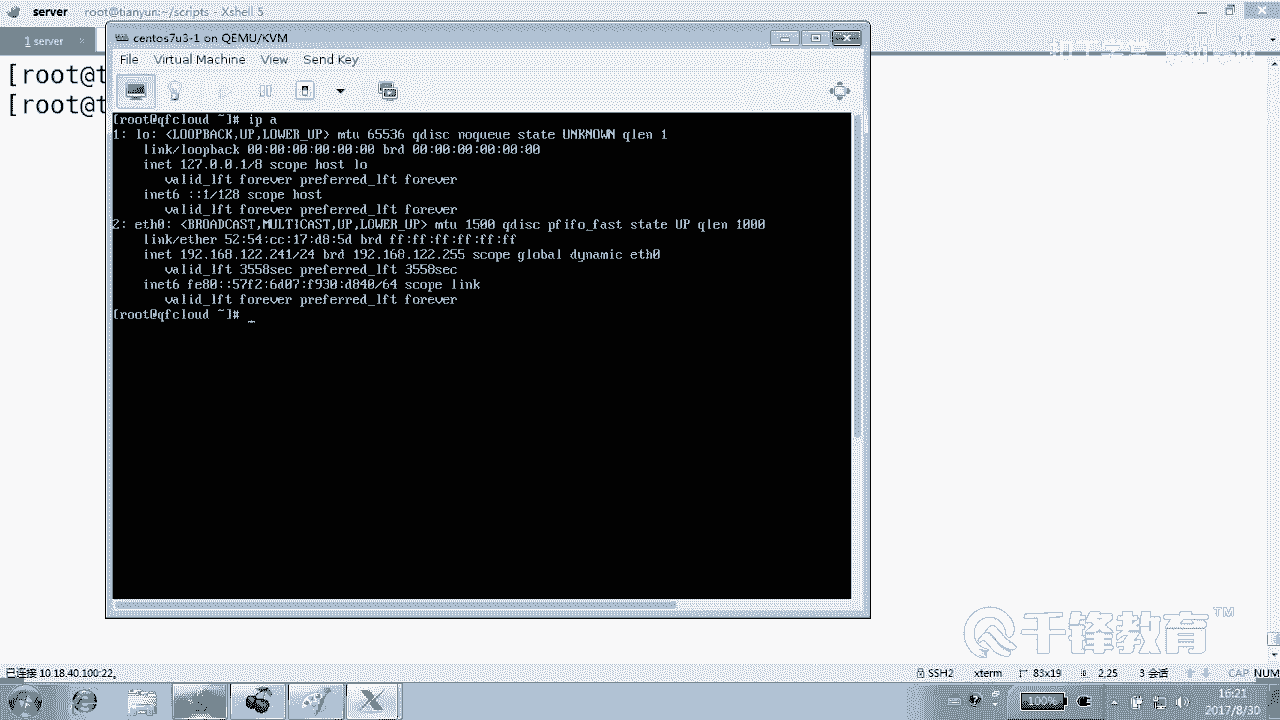 server root@tianyun:~/scripts - Xshell 5
1 server
[root@t
[root@t
centos7u3-1 on QEMU/KVM
File Virtual Machine View Send Key
[root@qfcloud ~]# ip a
1: lo: <LOOPBACK,UP,LOWER_UP> mtu 65536 qdisc noqueue state UNKNOWN qlen 1
link/loopback 00:00:00:00:00:00 brd 00:00:00:00:00:00
inet 127.0.0.1/8 scope host lo
valid_lft forever preferred_lft forever
inet6 ::1/128 scope host
valid_lft forever preferred_lft forever
2: eth0: <BROADCAST,MULTICAST,UP,LOWER_UP> mtu 1500 qdisc pfifo_fast state UP qlen 1000
link/ether 52:54:cc:17:d8:5d brd ff:ff:ff:ff:ff:ff
inet 192.168.122.241/24 brd 192.168.122.255 scope global dynamic eth0
valid_lft 3558sec preferred_lft 3558sec
inet6 scope link
valid_lft forever preferred_lft forever
[root@qfcloud ~]#
千锋教育 TM
已连接 10.18.40.100:22。 SSH2 xterm 83x19 2,25 3 会话 CAP NUM
100%
16:21
2017/8/30